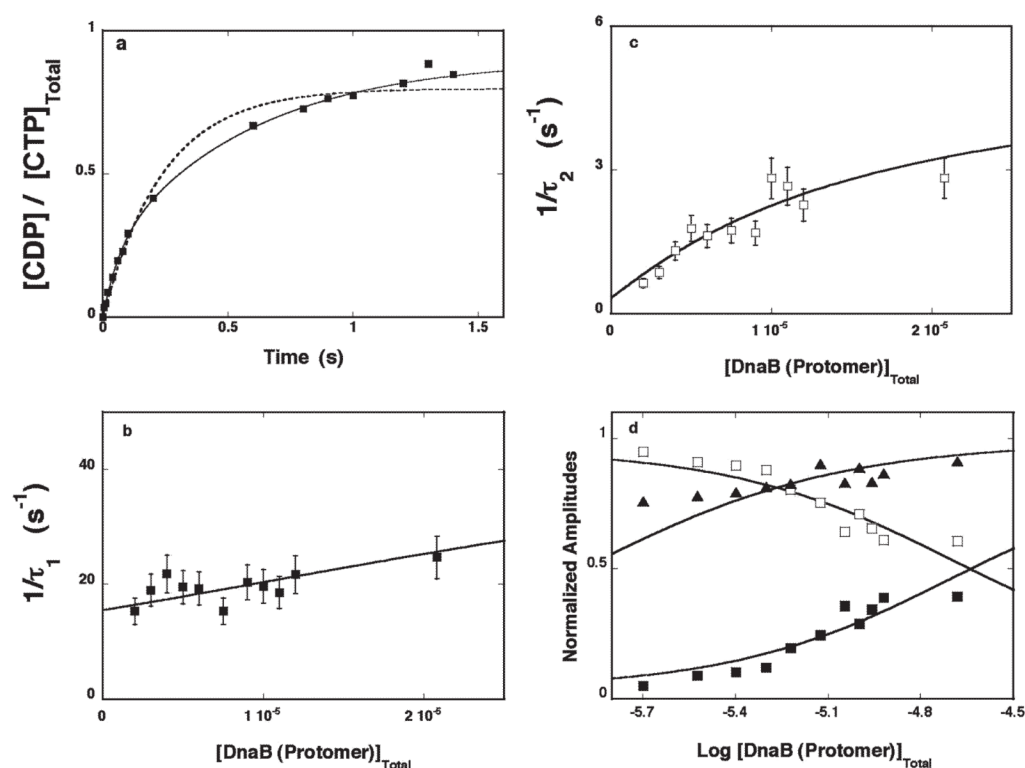 a
1
0.5
0
[CDP] / [CTP]Total
0 0.5 1 1.5
Time (s)
c
6
3
0
1/τ2 (s-1)
0 1 10-5 2 10-5
[DnaB (Protomer)]Total
b
40
20
0
1/τ1 (s-1)
0 1 10-5 2 10-5
[DnaB (Protomer)]Total
d
1
0.5
0
Normalized Amplitudes
-5.7 -5.4 -5.1 -4.8 -4.5
Log [DnaB (Protomer)]Total